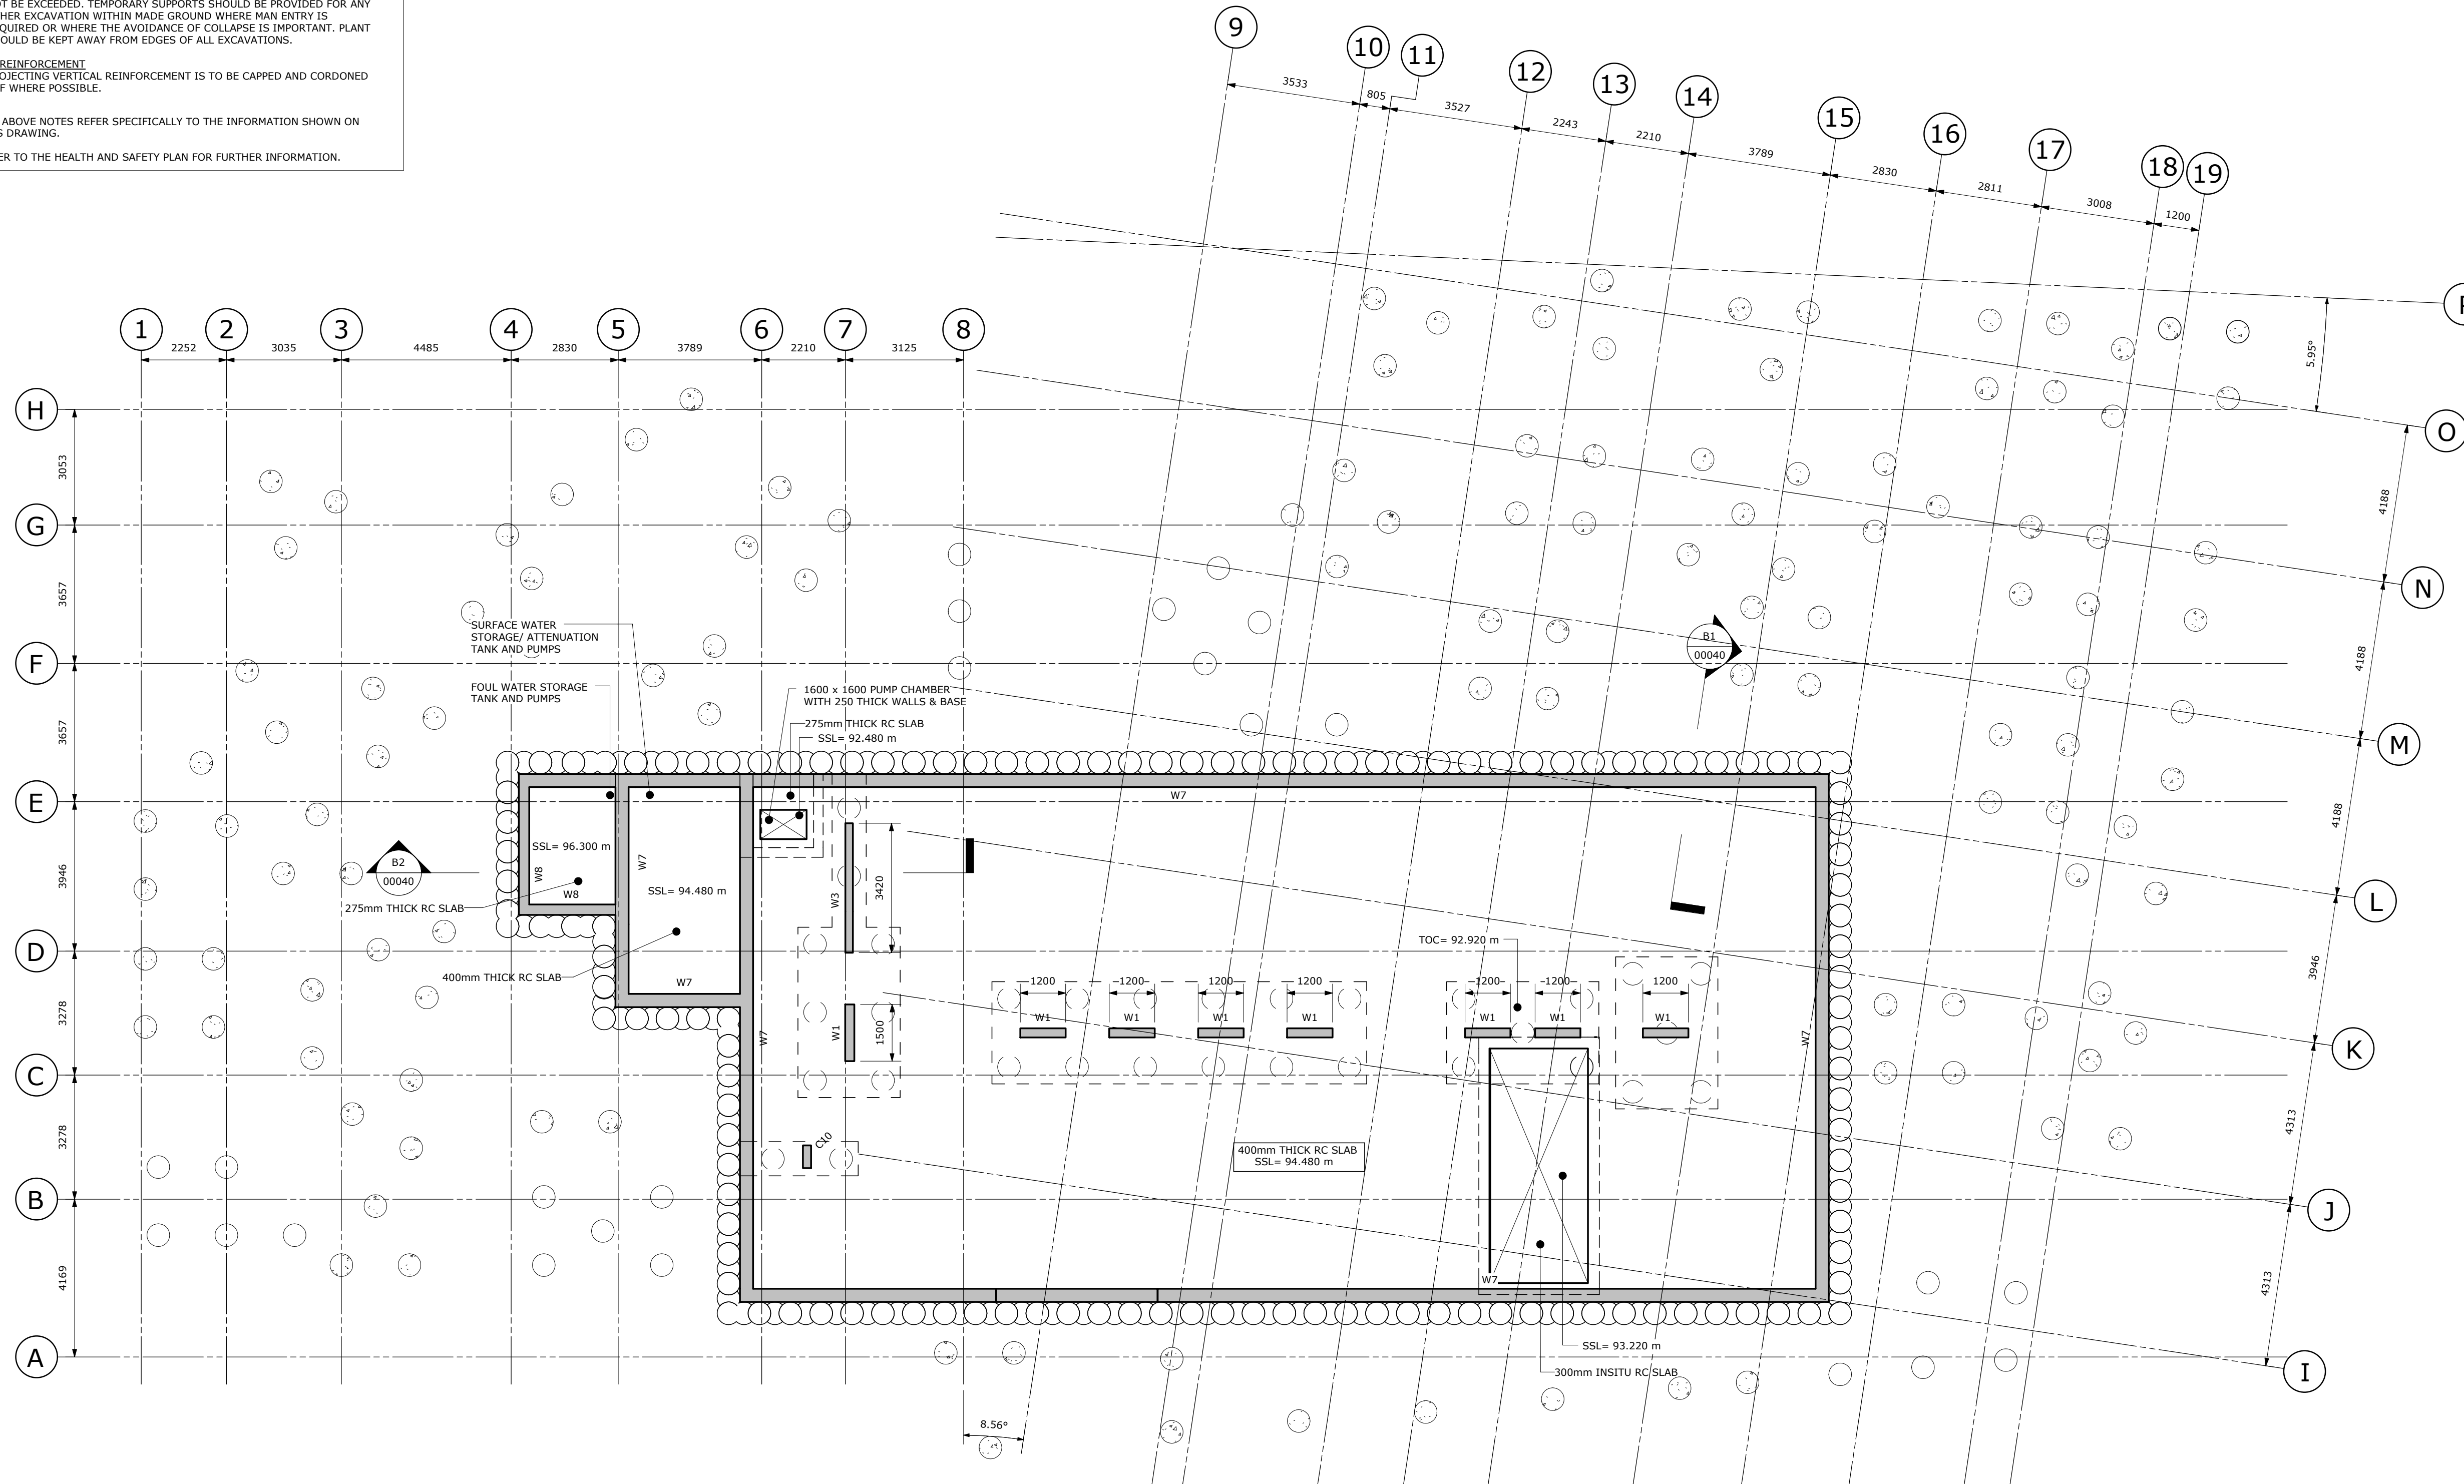 OT BE EXCEEDED. TEMPORARY SUPPORTS SHOULD BE PROVIDED FOR ANY
HER EXCAVATION WITHIN MADE GROUND WHERE MAN ENTRY IS
QUIRED OR WHERE THE AVOIDANCE OF COLLAPSE IS IMPORTANT. PLANT
OULD BE KEPT AWAY FROM EDGES OF ALL EXCAVATIONS.
REINFORCEMENT
OJECTING VERTICAL REINFORCEMENT IS TO BE CAPPED AND CORDONED
F WHERE POSSIBLE.
ABOVE NOTES REFER SPECIFICALLY TO THE INFORMATION SHOWN ON
S DRAWING.
ER TO THE HEALTH AND SAFETY PLAN FOR FURTHER INFORMATION.
9
10
11
12
13
14
15
16
17
18
19
3533
805
3527
2243
2210
3789
2830
2811
3008
1200
1
2
3
4
5
6
7
8
2252
3035
4485
2830
3789
2210
3125
H
3053
G
3657
F
3657
E
3946
D
3278
C
3278
B
4169
A
5.95°
O
4188
N
4188
M
4188
L
3946
K
4313
J
4313
I
8.56°
SURFACE WATER
STORAGE/ ATTENUATION
TANK AND PUMPS
FOUL WATER STORAGE
TANK AND PUMPS
1600 x 1600 PUMP CHAMBER
WITH 250 THICK WALLS & BASE
275mm THICK RC SLAB
SSL= 92.480 m
B1
00040
B2
00040
W7
SSL= 96.300 m
W8
W8
275mm THICK RC SLAB
W7
SSL= 94.480 m
400mm THICK RC SLAB
W7
W3
3420
W1
1500
W7
C10
TOC= 92.920 m
1200
W1
1200
W1
1200
W1
1200
W1
1200
W1
1200
W1
1200
W1
W7
400mm THICK RC SLAB
SSL= 94.480 m
W7
SSL= 93.220 m
300mm INSITU RC SLAB